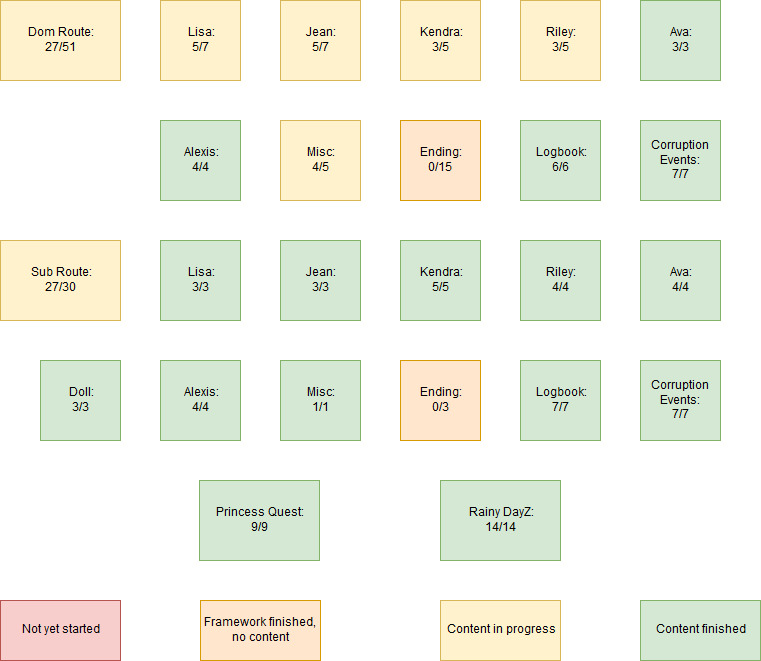 Dom Route:
27/51
Lisa:
5/7
Jean:
5/7
Kendra:
3/5
Riley:
3/5
Ava:
3/3
Alexis:
4/4
Misc:
4/5
Ending:
0/15
Logbook:
6/6
Corruption
Events:
7/7
Sub Route:
27/30
Lisa:
3/3
Jean:
3/3
Kendra:
5/5
Riley:
4/4
Ava:
4/4
Doll:
3/3
Alexis:
4/4
Misc:
1/1
Ending:
0/3
Logbook:
7/7
Corruption
Events:
7/7
Princess Quest:
9/9
Rainy DayZ:
14/14
Not yet started
Framework finished,
no content
Content in progress
Content finished